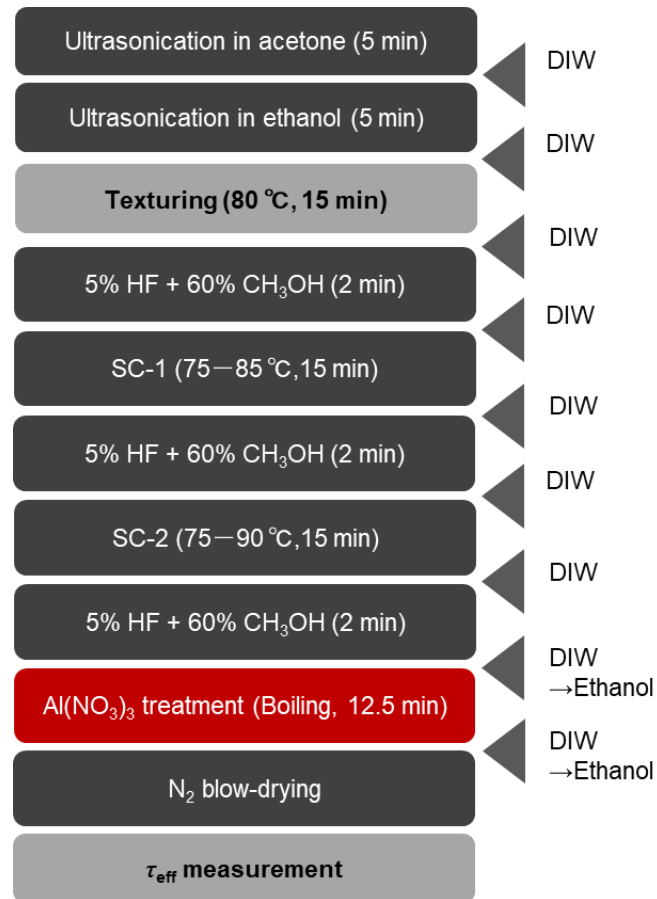 Ultrasonication in acetone (5 min)
DIW
Ultrasonication in ethanol (5 min)
DIW
Texturing (80 ℃, 15 min)
DIW
5% HF + 60% CH₃OH (2 min)
DIW
SC-1 (75－85 ℃,15 min)
DIW
5% HF + 60% CH₃OH (2 min)
DIW
SC-2 (75－90 ℃,15 min)
DIW
5% HF + 60% CH₃OH (2 min)
DIW
→Ethanol
Al(NO₃)₃ treatment (Boiling, 12.5 min)
DIW
→Ethanol
N₂ blow-drying
τeff measurement